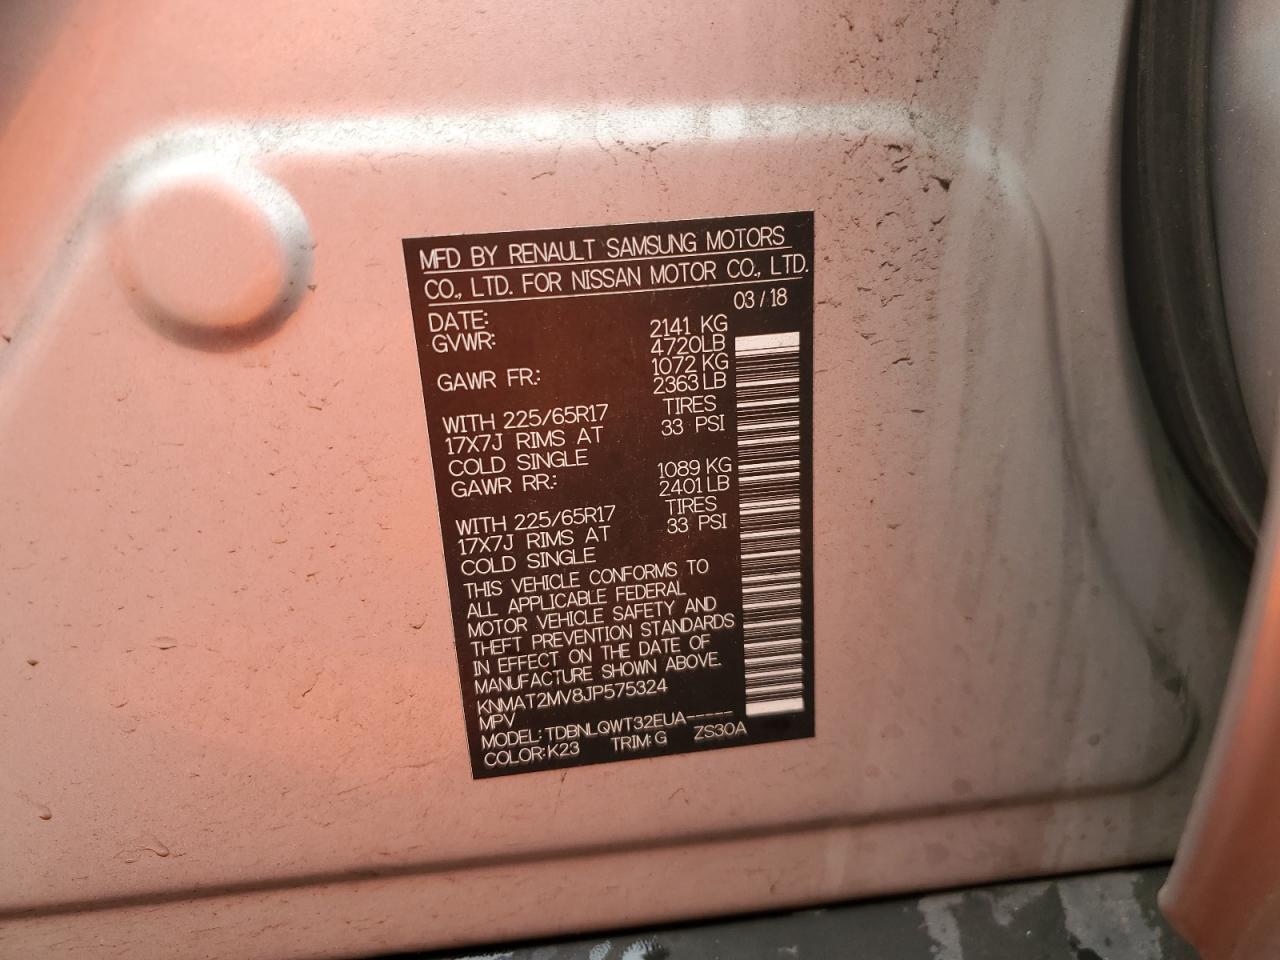 MFD BY RENAULT SAMSUNG MOTORS
CO., LTD. FOR NISSAN MOTOR CO., LTD.
DATE: 03 / 18
GVWR: 2141 KG
4720LB
GAWR FR.: 1072 KG
2363LB
WITH 225/65R17 TIRES
17X7J RIMS AT 33 PSI
COLD SINGLE
GAWR RR.: 1089 KG
2401LB
WITH 225/65R17 TIRES
17X7J RIMS AT 33 PSI
COLD SINGLE
THIS VEHICLE CONFORMS TO
ALL APPLICABLE FEDERAL
MOTOR VEHICLE SAFETY AND
THEFT PREVENTION STANDARDS
IN EFFECT ON THE DATE OF
MANUFACTURE SHOWN ABOVE.
KNMAT2MV8JP575324
MPV
MODEL: TDBNLQWT32EUA-----
COLOR: K23 TRIM: G ZS30A